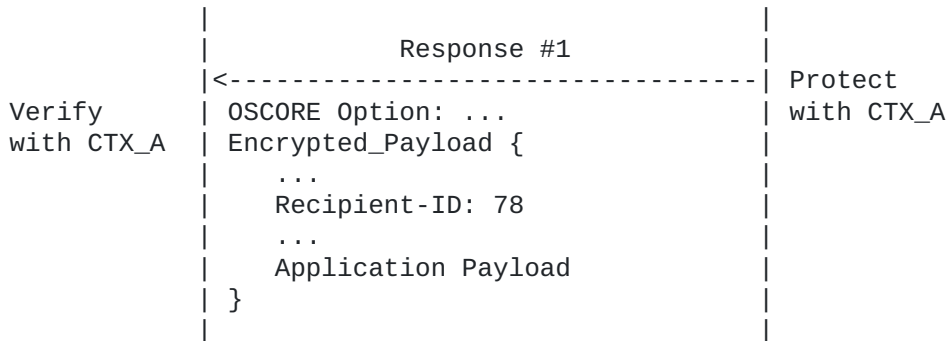 |                                   |
            |            Response #1            |
            |<----------------------------------| Protect
Verify      | OSCORE Option: ...                | with CTX_A
with CTX_A  | Encrypted_Payload {               |
            |    ...                            |
            |    Recipient-ID: 78               |
            |    ...                            |
            |    Application Payload            |
            | }                                 |
            |                                   |